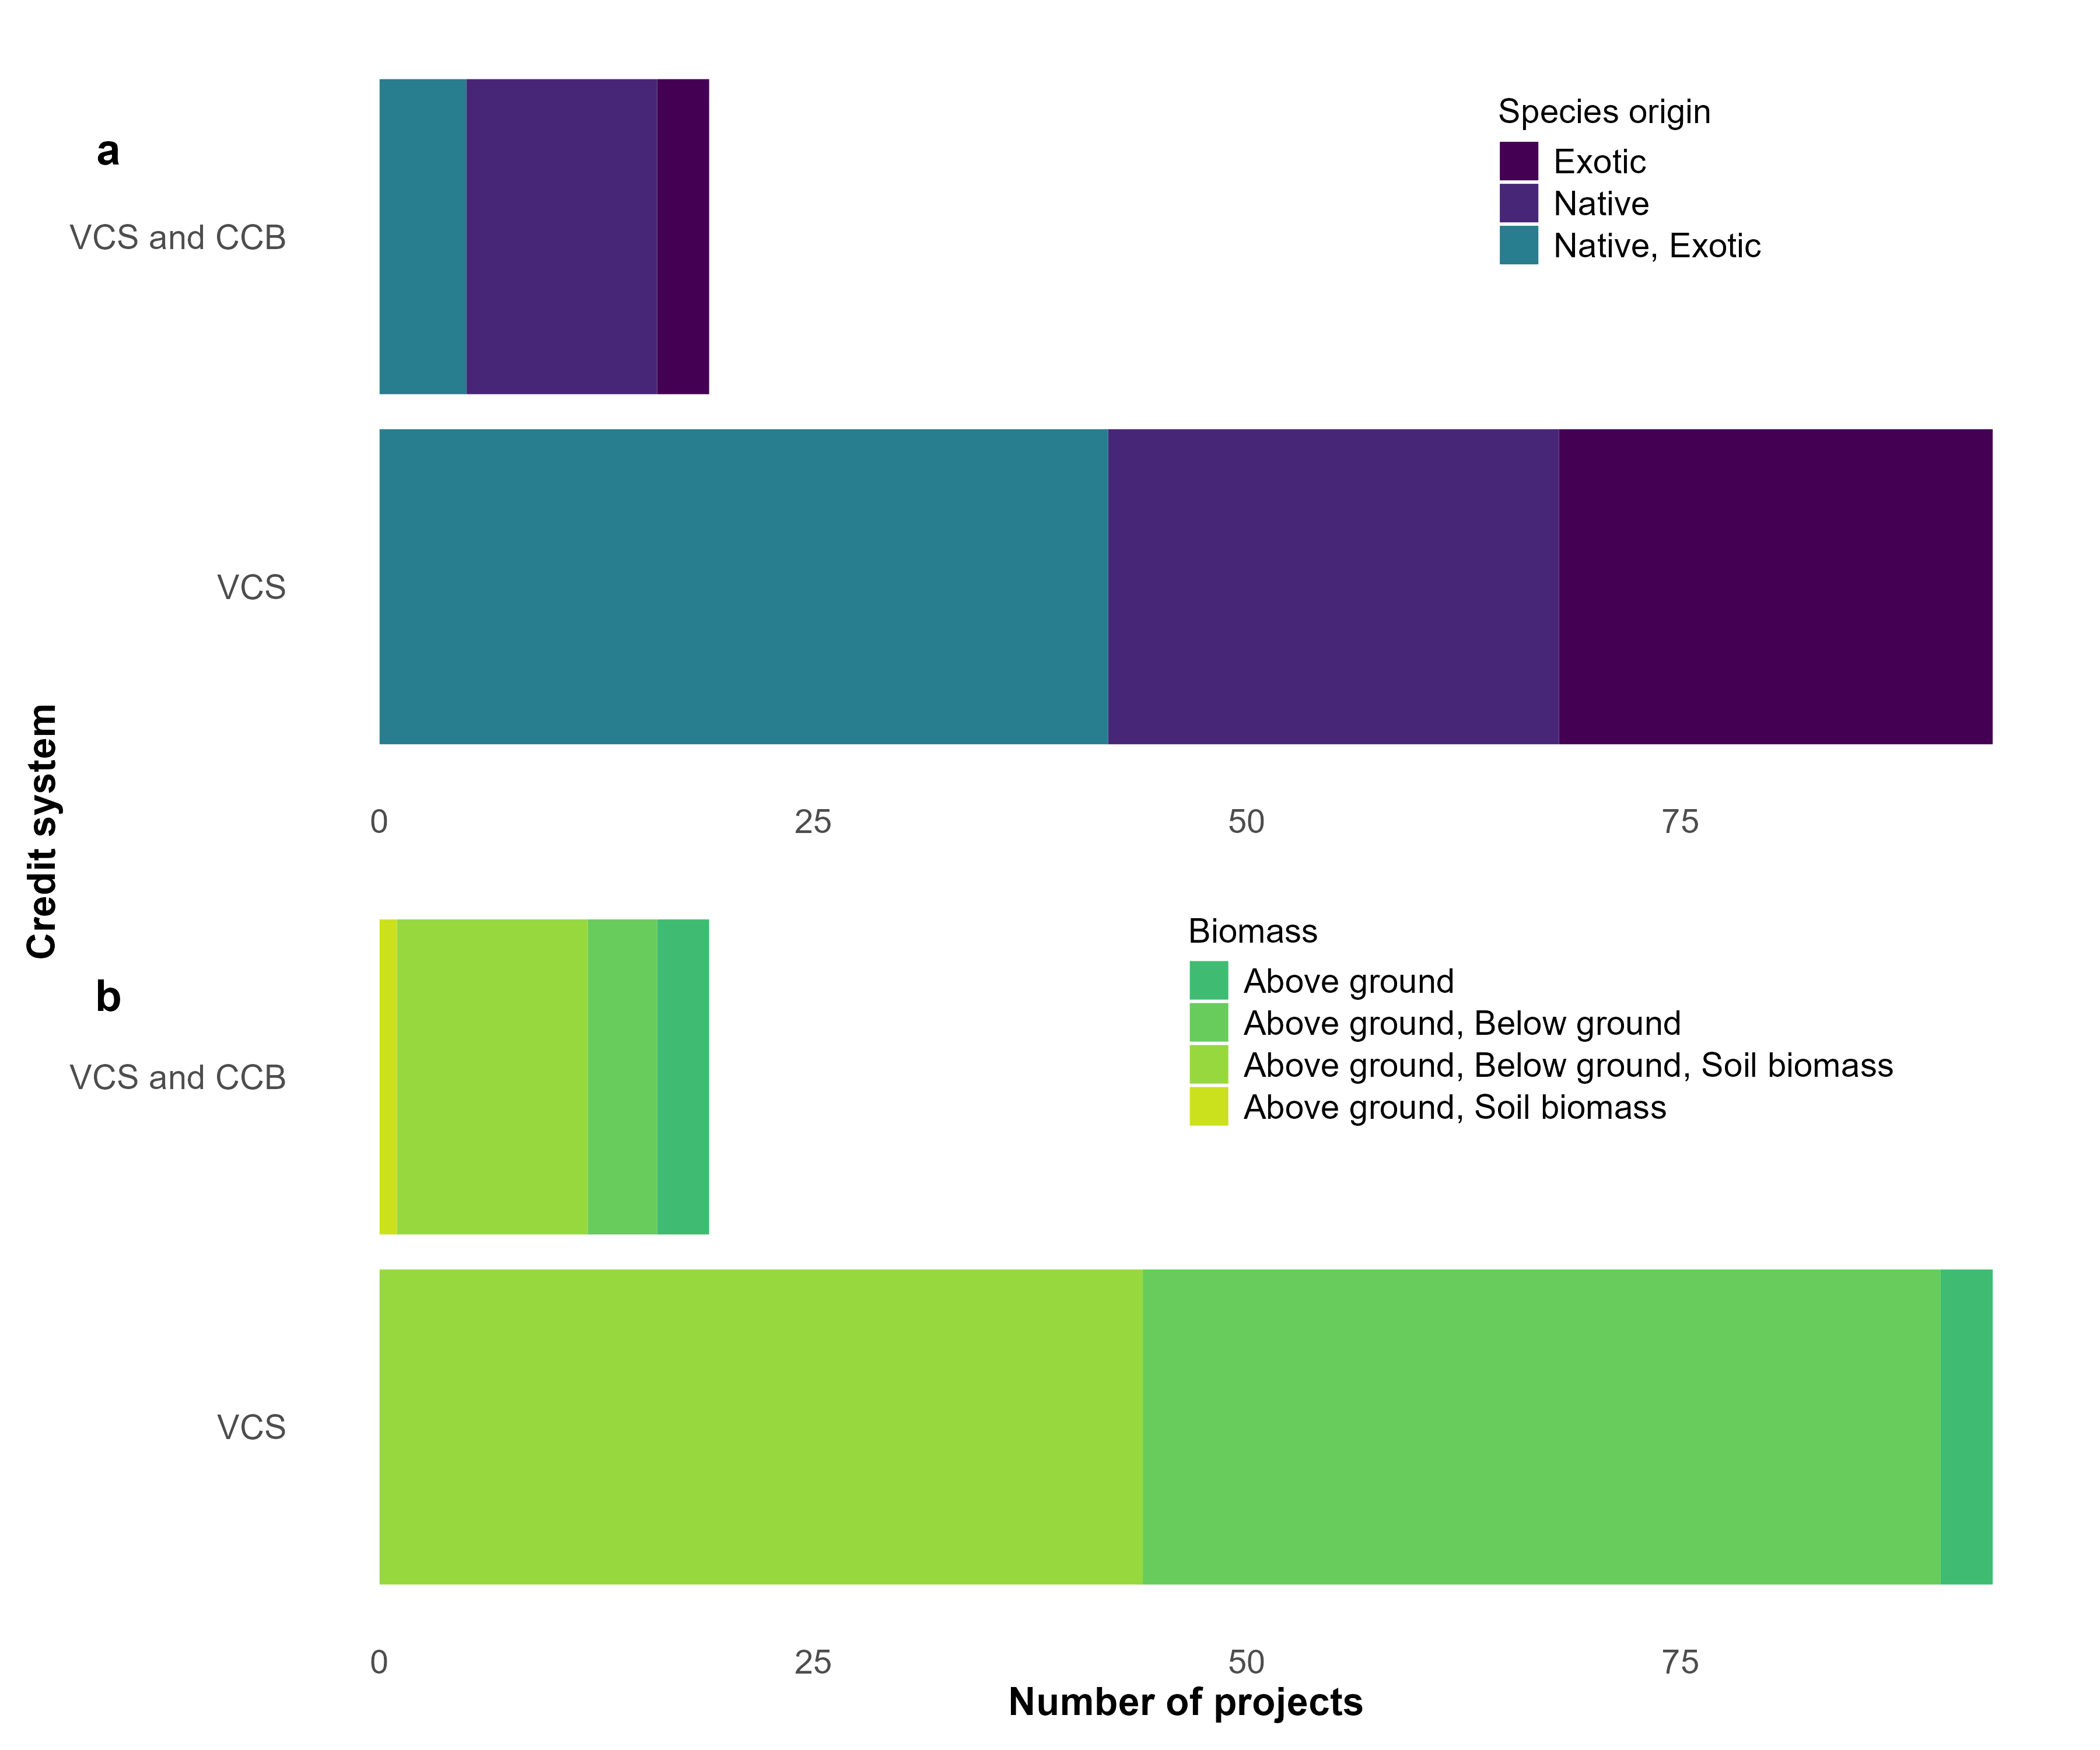 a
Species origin
Exotic
Native
Native, Exotic
VCS and CCB
VCS
0 25 50 75
Credit system
b
Biomass
Above ground
Above ground, Below ground
Above ground, Below ground, Soil biomass
Above ground, Soil biomass
VCS and CCB
VCS
0 25 50 75
Number of projects